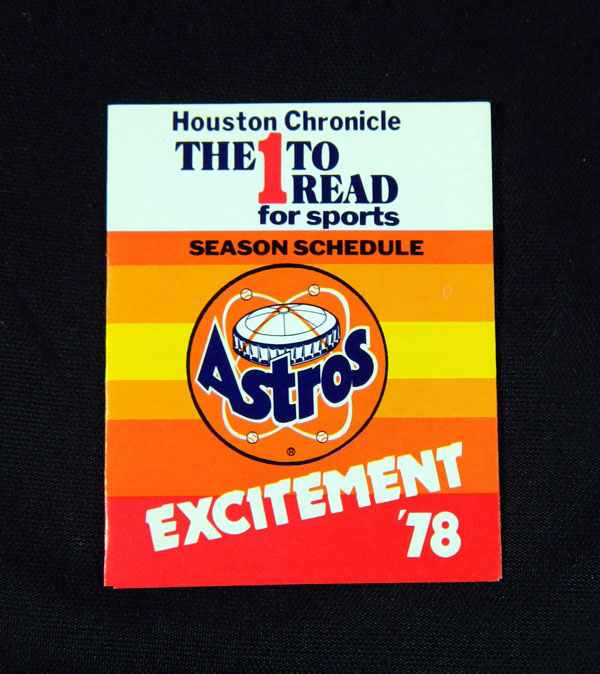 Houston Chronicle
THE 1 TO
READ
for sports
SEASON SCHEDULE
Astros
®
EXCITEMENT
'78